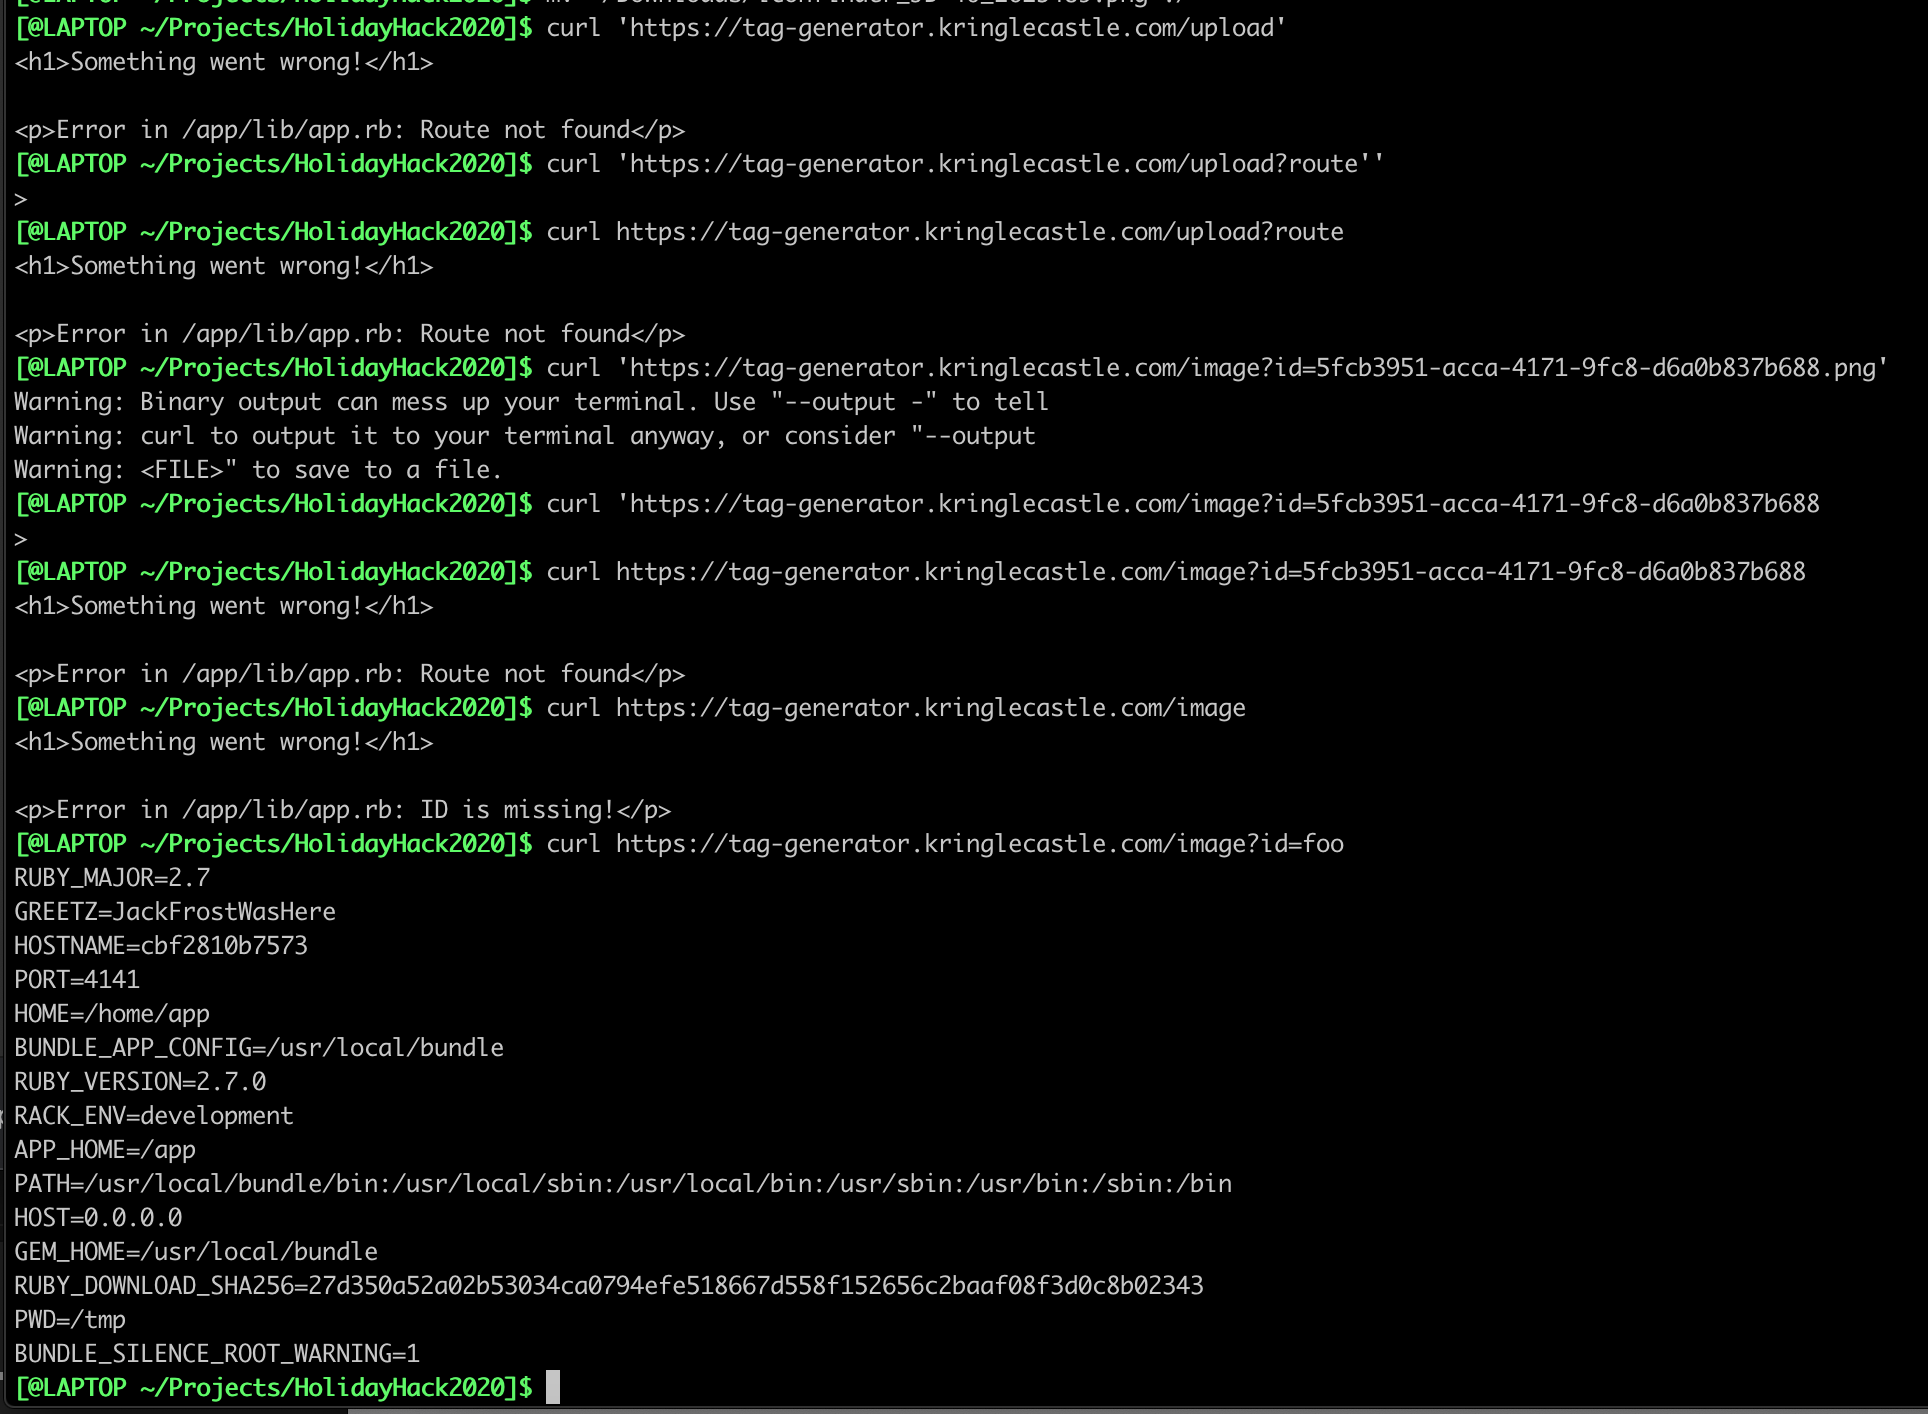 [@LAPTOP ~/Projects/HolidayHack2020]$ curl 'https://tag-generator.kringlecastle.com/upload'
<h1>Something went wrong!</h1>
<p>Error in /app/lib/app.rb: Route not found</p>
[@LAPTOP ~/Projects/HolidayHack2020]$ curl 'https://tag-generator.kringlecastle.com/upload?route''
>
[@LAPTOP ~/Projects/HolidayHack2020]$ curl https://tag-generator.kringlecastle.com/upload?route
<h1>Something went wrong!</h1>
<p>Error in /app/lib/app.rb: Route not found</p>
[@LAPTOP ~/Projects/HolidayHack2020]$ curl 'https://tag-generator.kringlecastle.com/image?id=5fcb3951-acca-4171-9fc8-d6a0b837b688.png'
Warning: Binary output can mess up your terminal. Use "--output -" to tell
Warning: curl to output it to your terminal anyway, or consider "--output
Warning: <FILE>" to save to a file.
[@LAPTOP ~/Projects/HolidayHack2020]$ curl 'https://tag-generator.kringlecastle.com/image?id=5fcb3951-acca-4171-9fc8-d6a0b837b688
>
[@LAPTOP ~/Projects/HolidayHack2020]$ curl https://tag-generator.kringlecastle.com/image?id=5fcb3951-acca-4171-9fc8-d6a0b837b688
<h1>Something went wrong!</h1>
<p>Error in /app/lib/app.rb: Route not found</p>
[@LAPTOP ~/Projects/HolidayHack2020]$ curl https://tag-generator.kringlecastle.com/image
<h1>Something went wrong!</h1>
<p>Error in /app/lib/app.rb: ID is missing!</p>
[@LAPTOP ~/Projects/HolidayHack2020]$ curl https://tag-generator.kringlecastle.com/image?id=foo
RUBY_MAJOR=2.7
GREETZ=JackFrostWasHere
HOSTNAME=cbf2810b7573
PORT=4141
HOME=/home/app
BUNDLE_APP_CONFIG=/usr/local/bundle
RUBY_VERSION=2.7.0
RACK_ENV=development
APP_HOME=/app
PATH=/usr/local/bundle/bin:/usr/local/sbin:/usr/local/bin:/usr/sbin:/usr/bin:/sbin:/bin
HOST=0.0.0.0
GEM_HOME=/usr/local/bundle
RUBY_DOWNLOAD_SHA256=27d350a52a02b53034ca0794efe518667d558f152656c2baaf08f3d0c8b02343
PWD=/tmp
BUNDLE_SILENCE_ROOT_WARNING=1
[@LAPTOP ~/Projects/HolidayHack2020]$